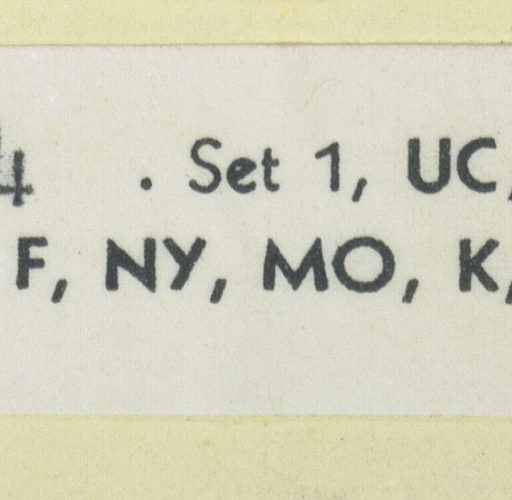 4 . Set 1, UC,
F, NY, MO, K,